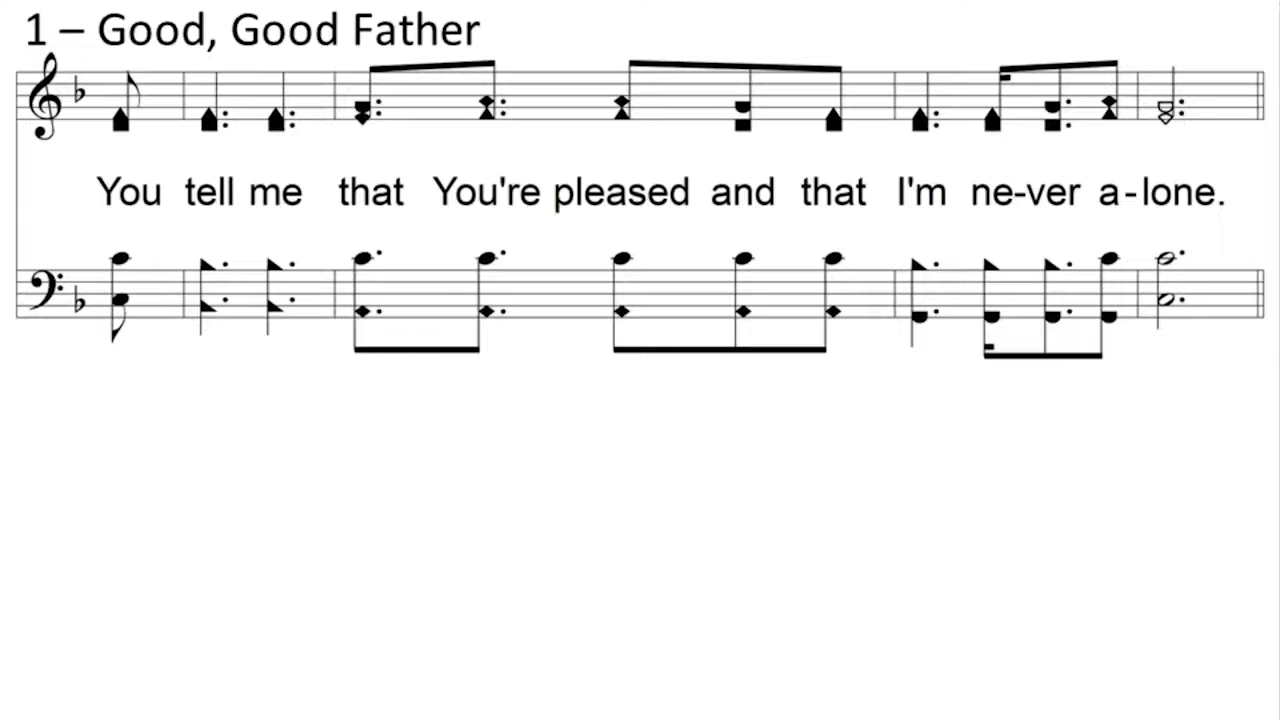 1 – Good, Good Father
You tell me that You're pleased and that I'm ne-ver a-lone.